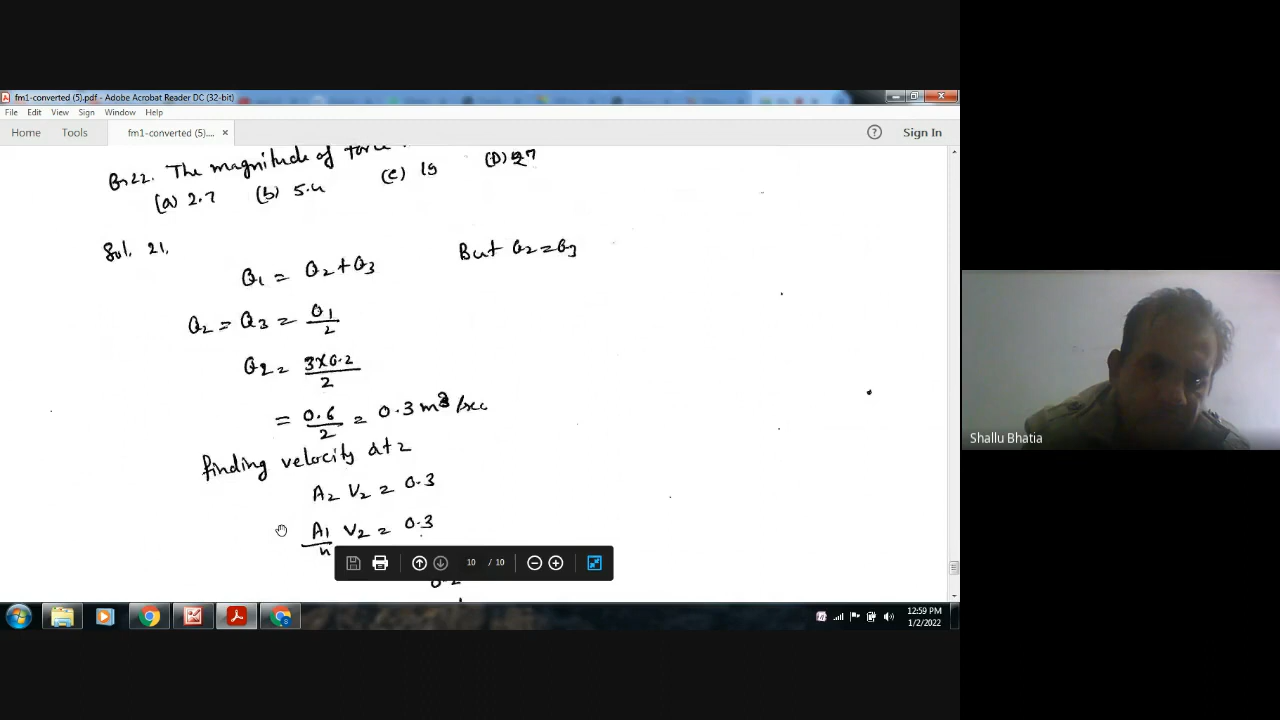 fm1-converted (5).pdf - Adobe Acrobat Reader DC (32-bit)
File Edit View Sign Window Help
Home Tools fm1-converted (5).... × Sign In
22. The magnitude of force
(a) 2.7 (b) 5.4 (c) 19 (D) 27
Sol. 21.
Q1 = Q2 + Q3 But Q2 = Q3
Q2 = Q3 = Q1/2
Q2 = 3×0.2/2
= 0.6/2 = 0.3 m3/sec
finding velocity at 2
A2 V2 = 0.3
A1/4 V2 = 0.3
10 / 10
Shallu Bhatia
12:59 PM
1/2/2022